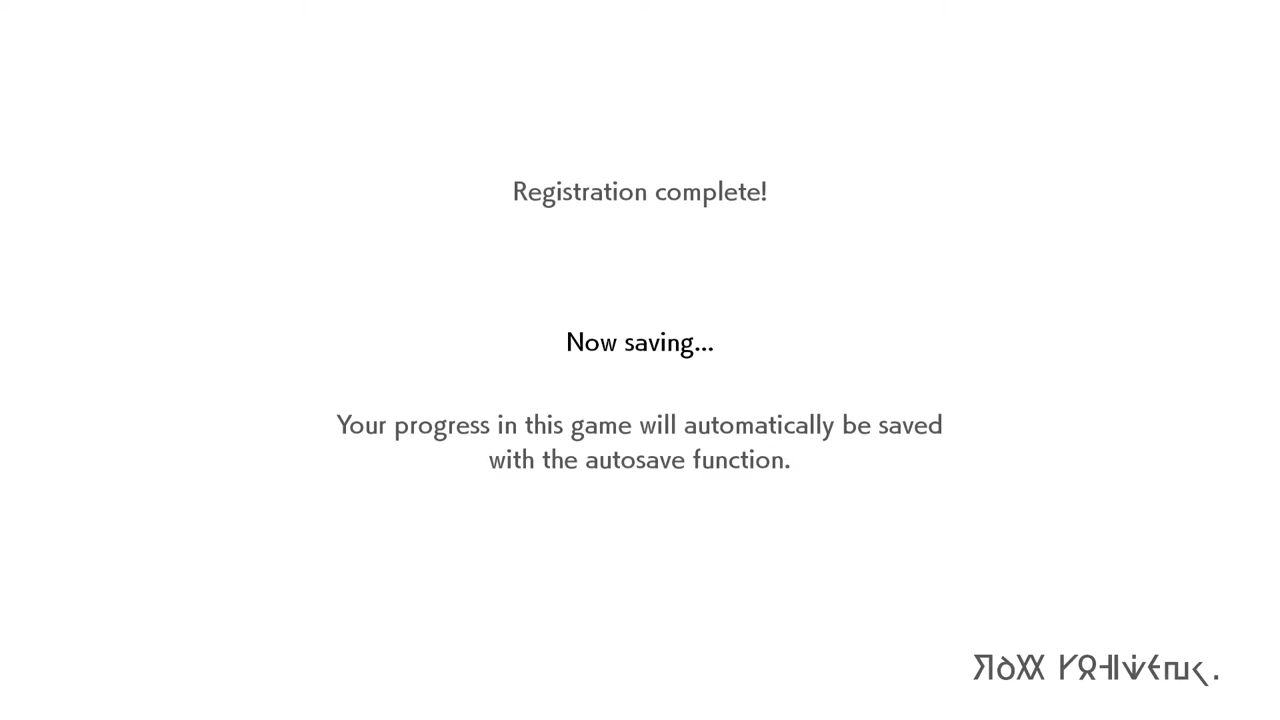 Registration complete!
Now saving...
Your progress in this game will automatically be saved
with the autosave function.